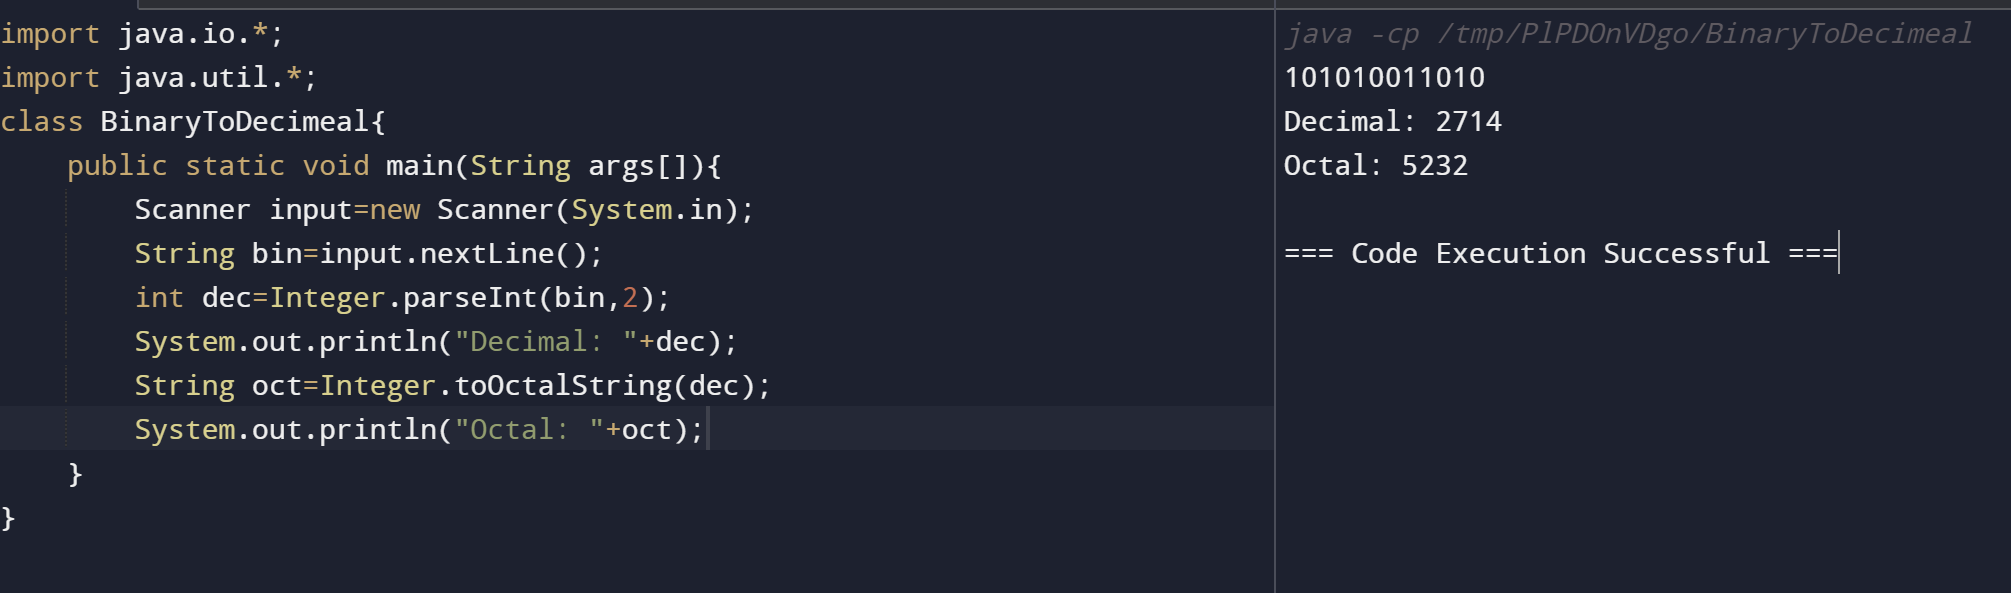 import java.io.*;
import java.util.*;
class BinaryToDecimeal{
    public static void main(String args[]){
        Scanner input=new Scanner(System.in);
        String bin=input.nextLine();
        int dec=Integer.parseInt(bin,2);
        System.out.println("Decimal: "+dec);
        String oct=Integer.toOctalString(dec);
        System.out.println("Octal: "+oct);
    }
}
java -cp /tmp/PlPDOnVDgo/BinaryToDecimeal
101010011010
Decimal: 2714
Octal: 5232
=== Code Execution Successful ===